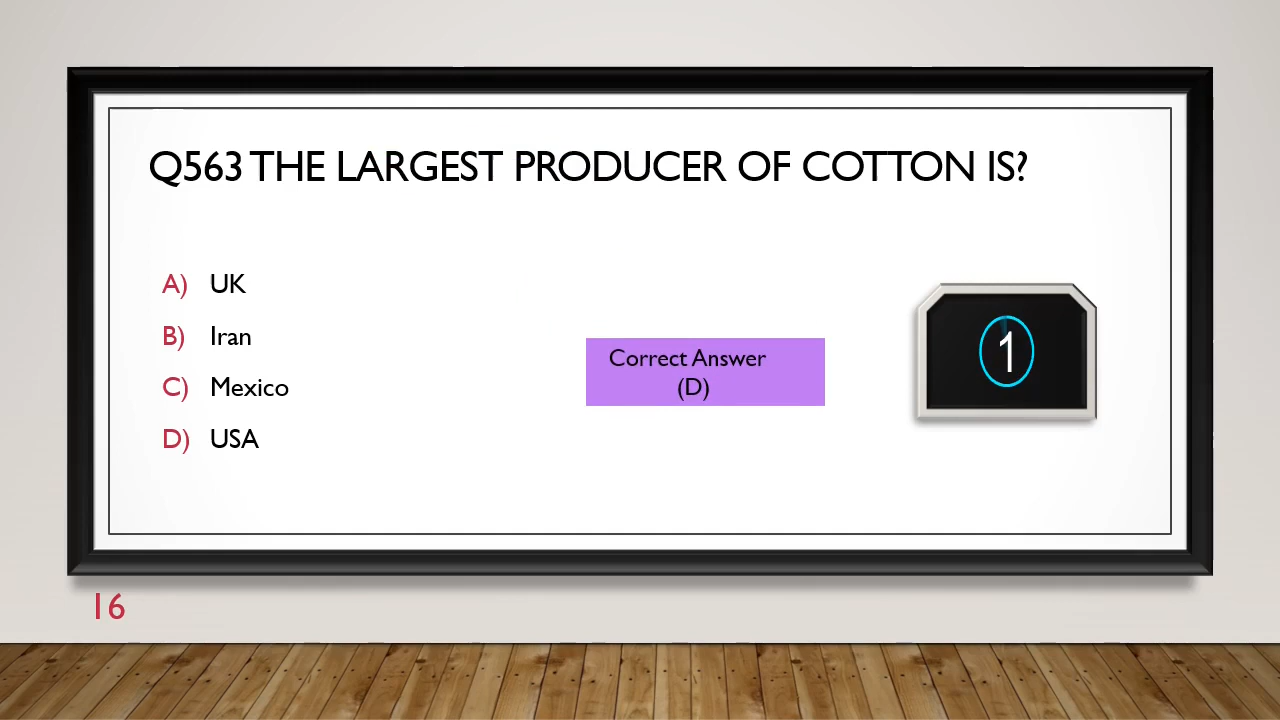 Q563 THE LARGEST PRODUCER OF COTTON IS?
A) UK
B) Iran
C) Mexico
D) USA
Correct Answer
(D)
1
16